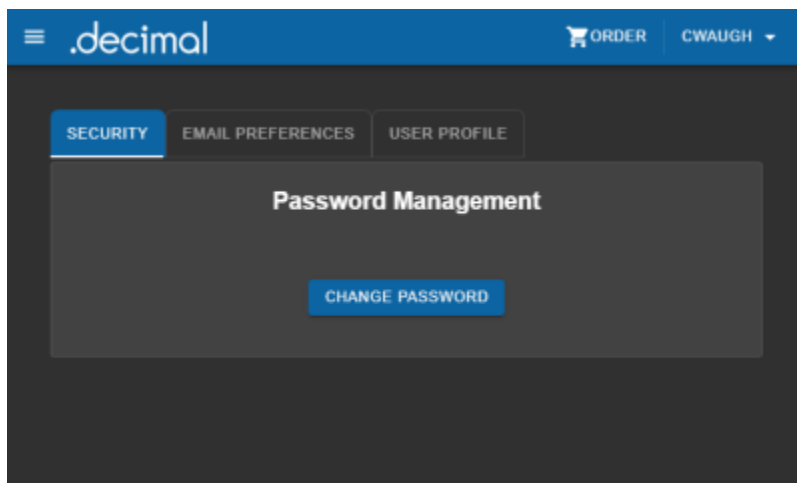 .decimal ORDER CWAUGH
SECURITY EMAIL PREFERENCES USER PROFILE
Password Management
CHANGE PASSWORD